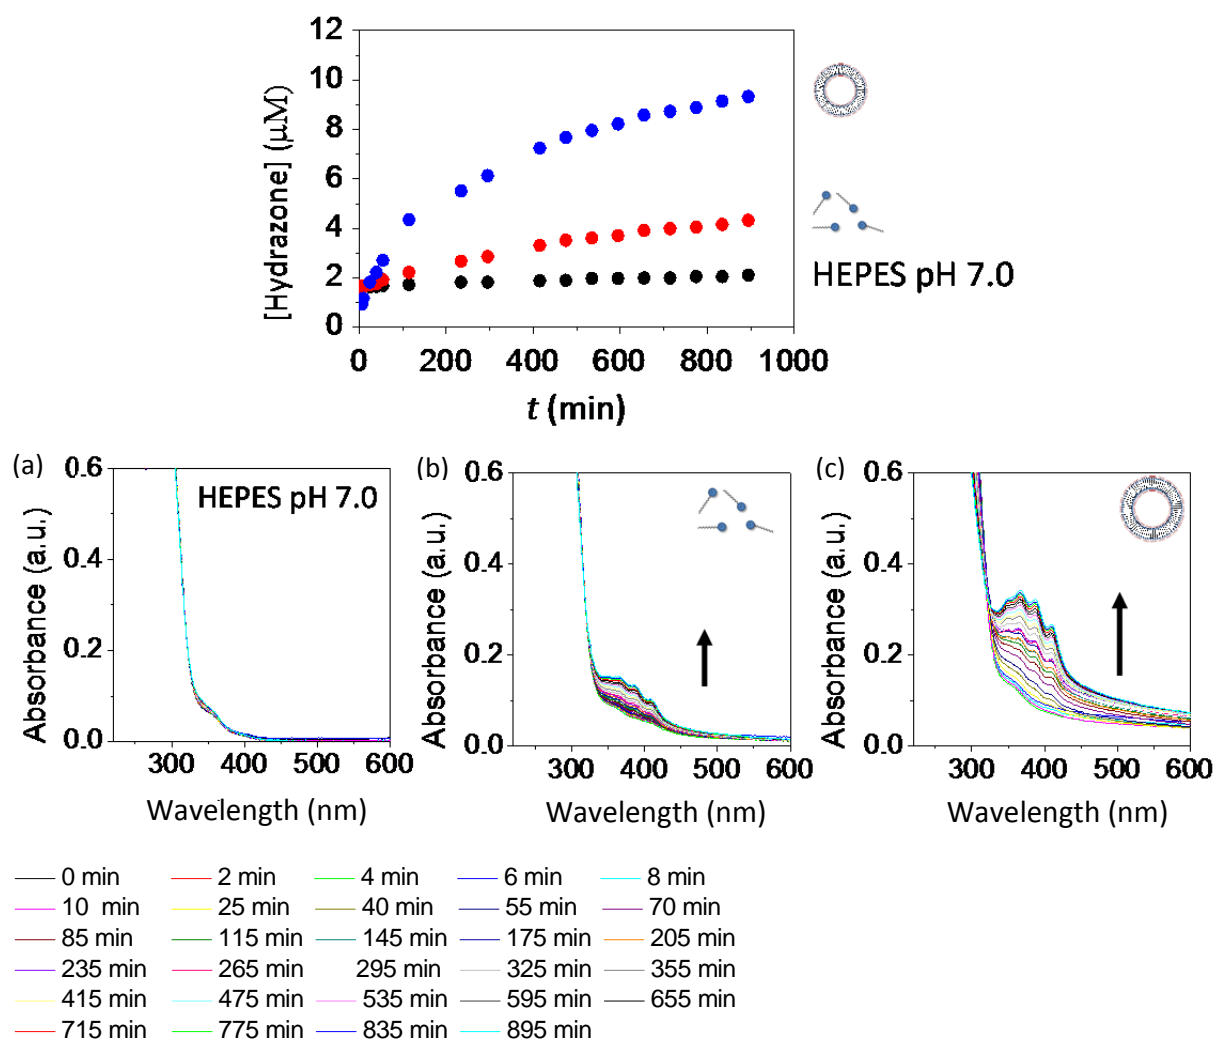 [Hydrazone] (μM)
12
10
8
6
4
2
0
0 200 400 600 800 1000
t (min)
HEPES pH 7.0
(a)
Absorbance (a.u.)
0.6
0.4
0.2
0.0
HEPES pH 7.0
300 400 500 600
Wavelength (nm)
(b)
Absorbance (a.u.)
0.6
0.4
0.2
0.0
300 400 500 600
Wavelength (nm)
(c)
Absorbance (a.u.)
0.6
0.4
0.2
0.0
300 400 500 600
Wavelength (nm)
0 min 2 min 4 min 6 min 8 min
10 min 25 min 40 min 55 min 70 min
85 min 115 min 145 min 175 min 205 min
235 min 265 min 295 min 325 min 355 min
415 min 475 min 535 min 595 min 655 min
715 min 775 min 835 min 895 min